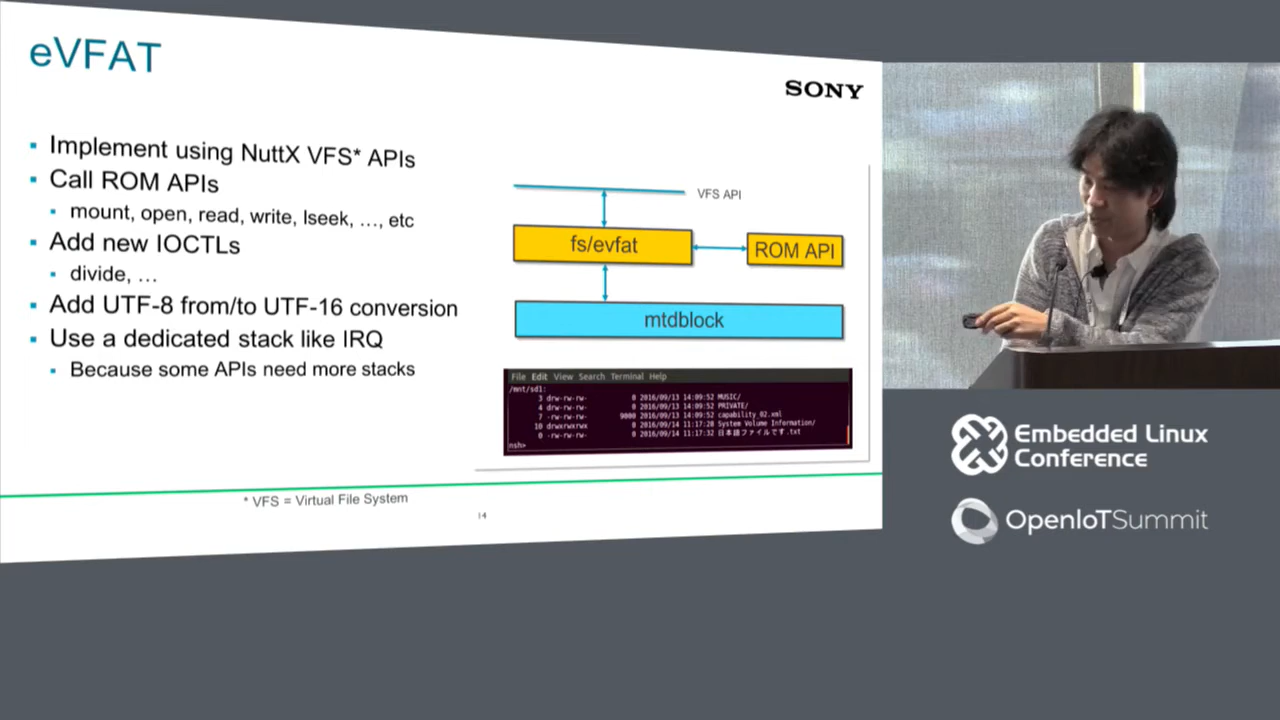 eVFAT
SONY
Implement using NuttX VFS* APIs
Call ROM APIs
mount, open, read, write, lseek, …, etc
Add new IOCTLs
divide, …
Add UTF-8 from/to UTF-16 conversion
Use a dedicated stack like IRQ
Because some APIs need more stacks
VFS API
fs/evfat
ROM API
mtdblock
File Edit View Search Terminal Help
/mnt/sd1:
3 drw-rw-rw- 0 2016/09/13 14:09:52 MUSIC/
4 drw-rw-rw- 0 2016/09/13 14:09:52 PRIVATE/
7 -rw-rw-rw- 9000 2016/09/13 14:09:52 capability_02.xml
10 drwxrwxrwx 0 2016/09/14 11:17:28 System Volume Information/
0 -rw-rw-rw- 0 2016/09/14 11:17:32 日本語ファイルです.txt
nsh>
* VFS = Virtual File System
14
Embedded Linux
Conference
OpenIoTSummit